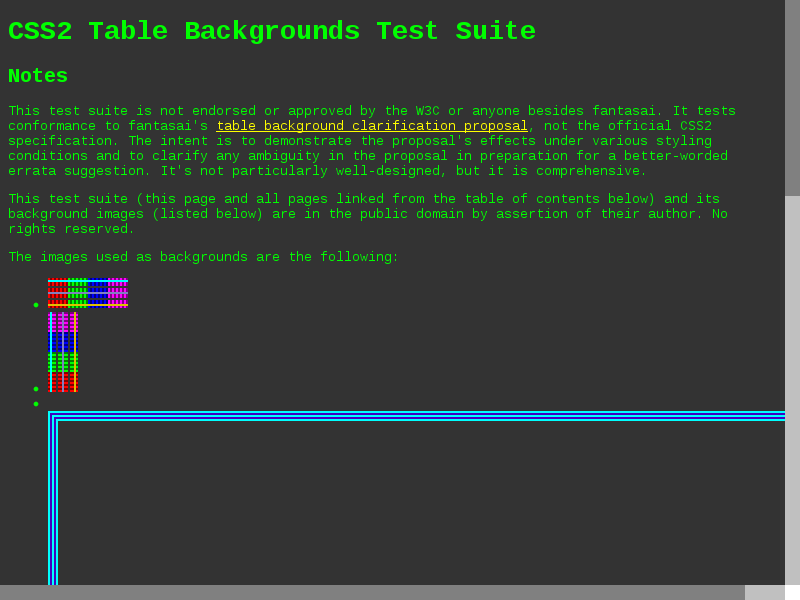 CSS2 Table Backgrounds Test Suite
Notes
This test suite is not endorsed or approved by the W3C or anyone besides fantasai. It tests
conformance to fantasai's table background clarification proposal, not the official CSS2
specification. The intent is to demonstrate the proposal's effects under various styling
conditions and to clarify any ambiguity in the proposal in preparation for a better-worded
errata suggestion. It's not particularly well-designed, but it is comprehensive.
This test suite (this page and all pages linked from the table of contents below) and its
background images (listed below) are in the public domain by assertion of their author. No
rights reserved.
The images used as backgrounds are the following: